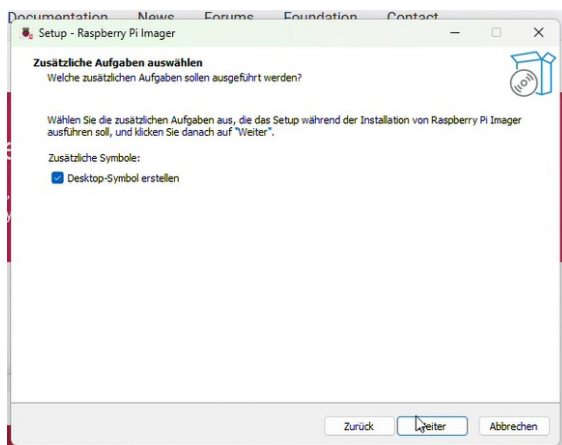 Documentation News Forums Foundation Contact
Setup - Raspberry Pi Imager
Zusätzliche Aufgaben auswählen
Welche zusätzlichen Aufgaben sollen ausgeführt werden?
Wählen Sie die zusätzlichen Aufgaben aus, die das Setup während der Installation von Raspberry Pi Imager
ausführen soll, und klicken Sie danach auf "Weiter".
Zusätzliche Symbole:
Desktop-Symbol erstellen
Zurück Weiter Abbrechen